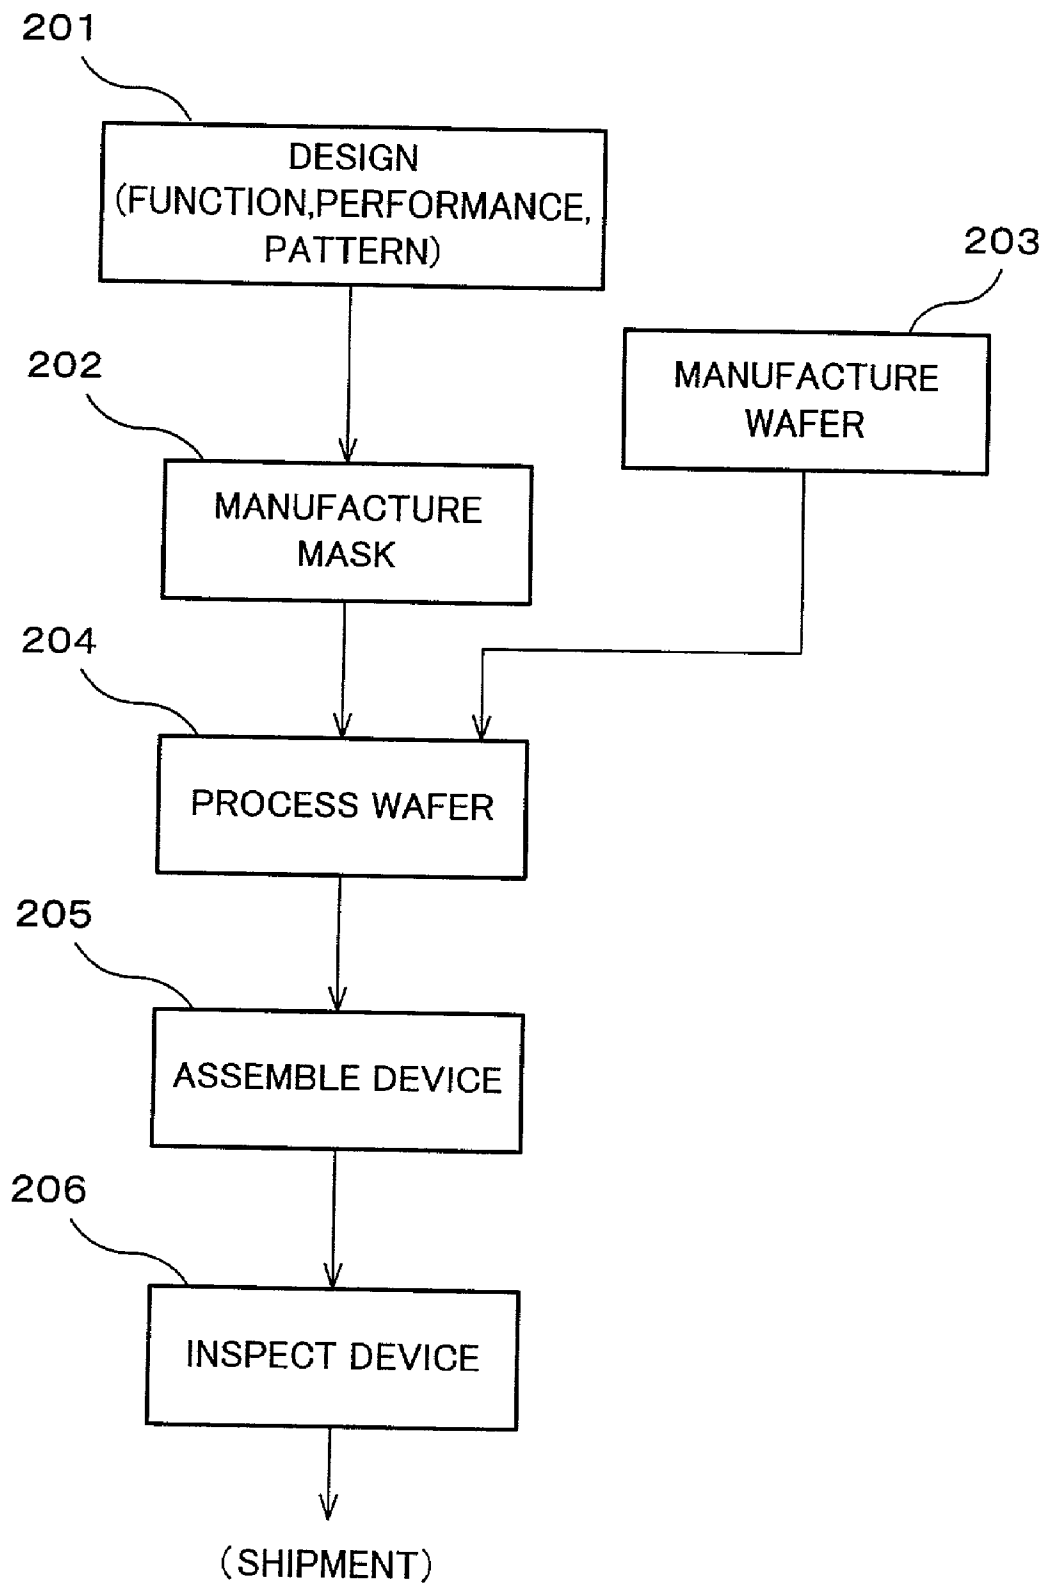 201
DESIGN
(FUNCTION,PERFORMANCE,
PATTERN)
203
MANUFACTURE
WAFER
202
MANUFACTURE
MASK
204
PROCESS WAFER
205
ASSEMBLE DEVICE
206
INSPECT DEVICE
(SHIPMENT)